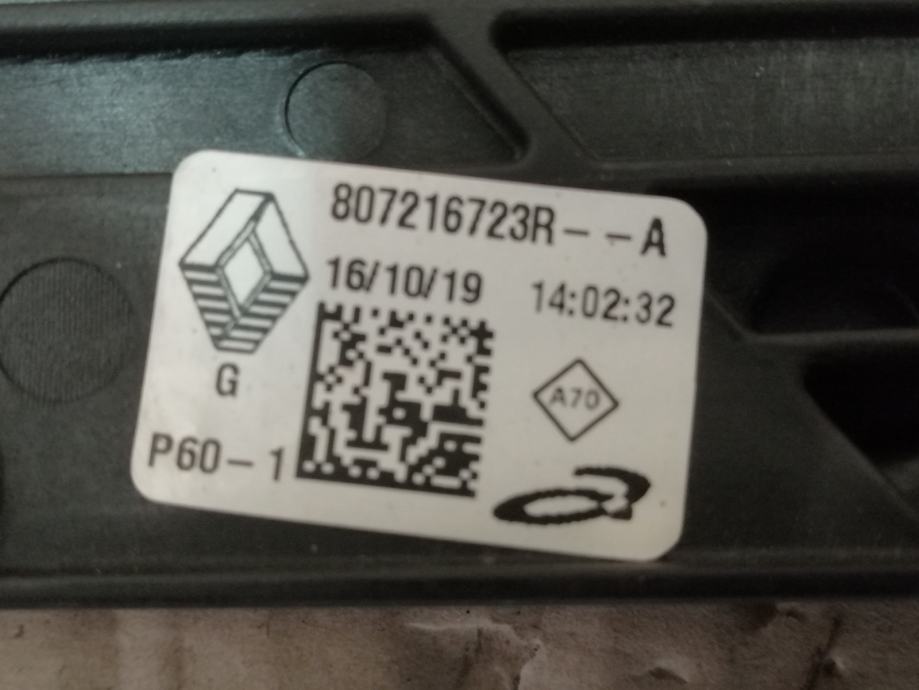 807216723R--A
16/10/19 14:02:32
G
A70
P60-1